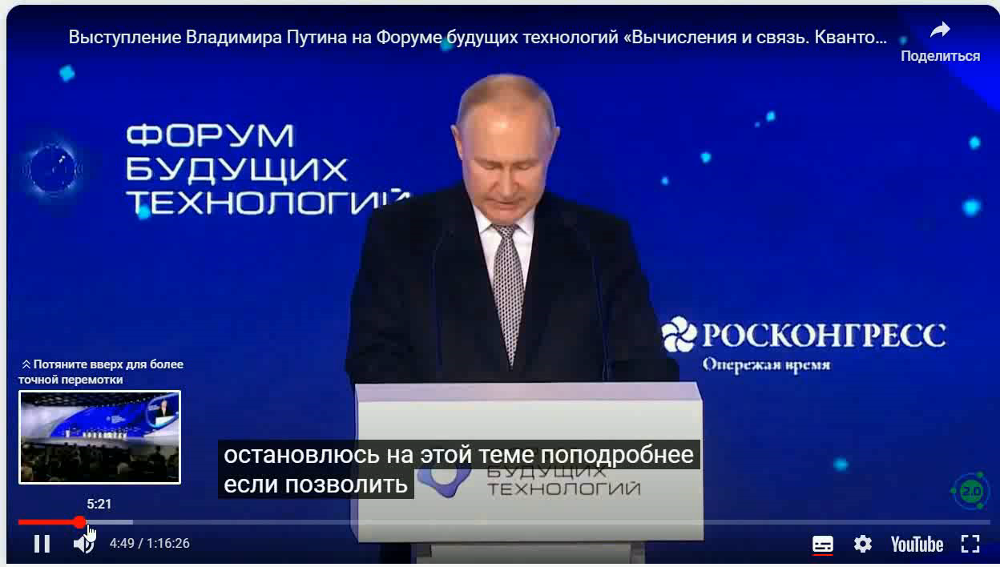 Выступление Владимира Путина на Форуме будущих технологий «Вычисления и связь. Кванто...
Поделиться
ФОРУМ
БУДУЩИХ
ТЕХНОЛОГИЙ
РОСКОНГРЕСС
Опережая время
Потяните вверх для более
точной перемотки
остановлюсь на этой теме поподробнее
если позволить
БУДУЩИХ
ТЕХНОЛОГИЙ
2.0
5:21
4:49 / 1:16:26
YouTube